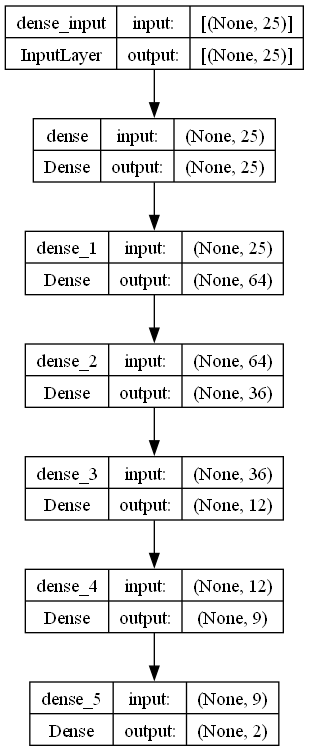 dense_input input: [(None, 25)]
InputLayer output: [(None, 25)]
dense input: (None, 25)
Dense output: (None, 25)
dense_1 input: (None, 25)
Dense output: (None, 64)
dense_2 input: (None, 64)
Dense output: (None, 36)
dense_3 input: (None, 36)
Dense output: (None, 12)
dense_4 input: (None, 12)
Dense output: (None, 9)
dense_5 input: (None, 9)
Dense output: (None, 2)